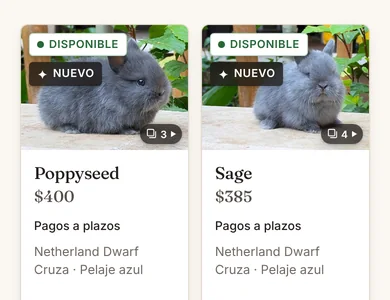 DISPONIBLE
NUEVO
3
Poppyseed
$400
Pagos a plazos
Netherland Dwarf
Cruza · Pelaje azul
DISPONIBLE
NUEVO
4
Sage
$385
Pagos a plazos
Netherland Dwarf
Cruza · Pelaje azul